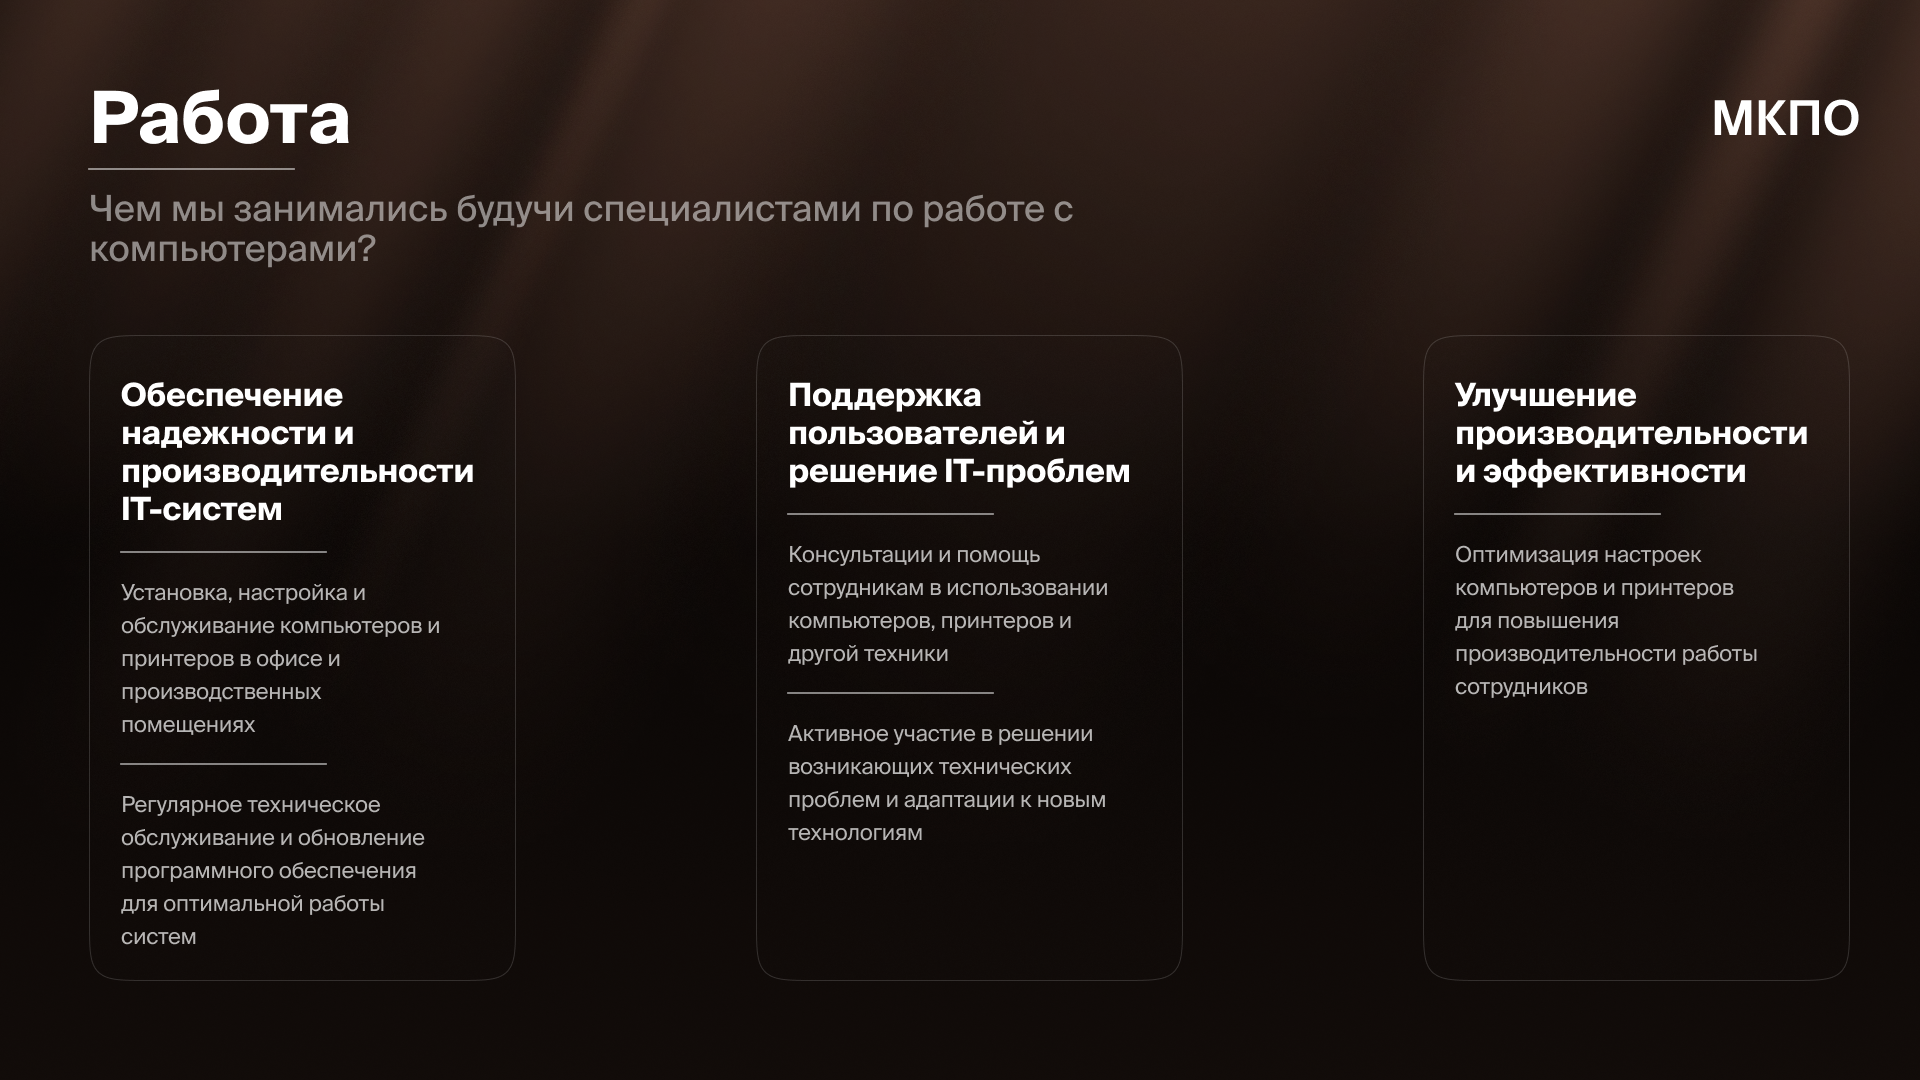 Работа
МКПО
Чем мы занимались будучи специалистами по работе с
компьютерами?
Обеспечение
надежности и
производительности
IT-систем
Установка, настройка и
обслуживание компьютеров и
принтеров в офисе и
производственных
помещениях
Регулярное техническое
обслуживание и обновление
программного обеспечения
для оптимальной работы
систем
Поддержка
пользователей и
решение IT-проблем
Консультации и помощь
сотрудникам в использовании
компьютеров, принтеров и
другой техники
Активное участие в решении
возникающих технических
проблем и адаптации к новым
технологиям
Улучшение
производительности
и эффективности
Оптимизация настроек
компьютеров и принтеров
для повышения
производительности работы
сотрудников